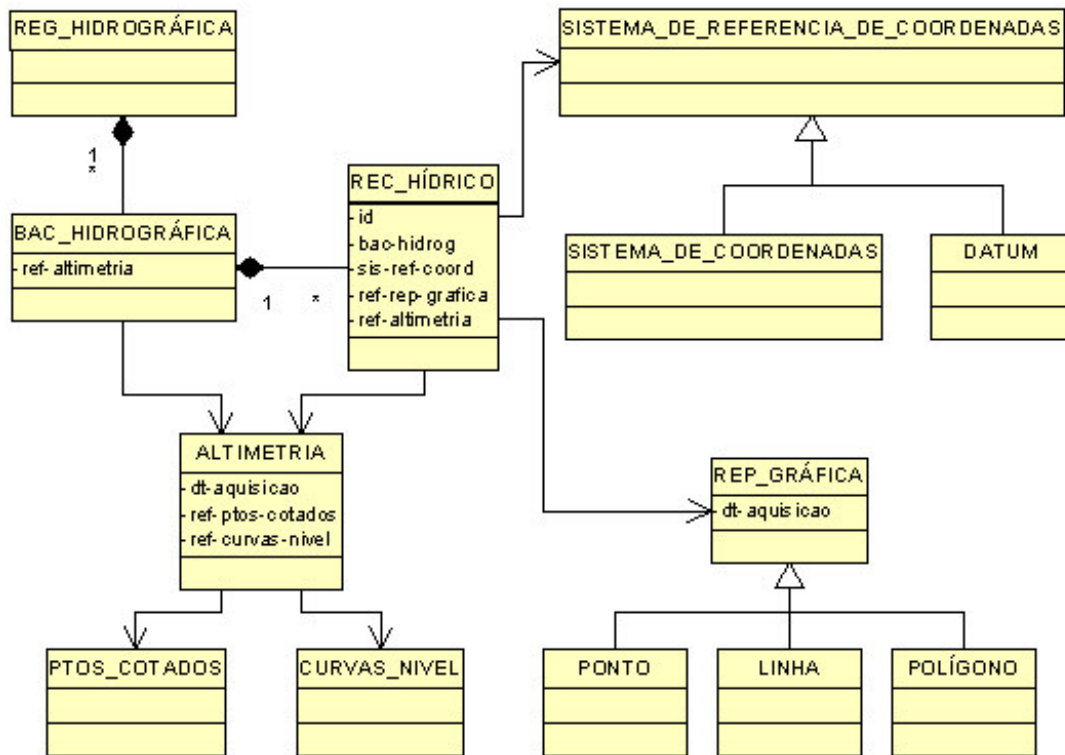 REG_HIDROGRÁFICA
SISTEMA_DE_REFERENCIA_DE_COORDENADAS
1
*
REC_HÍDRICO
- id
- bac-hidrog
- sis-ref-coord
- ref-rep-grafica
- ref-altimetria
BAC_HIDROGRÁFICA
- ref-altimetria
1 *
SISTEMA_DE_COORDENADAS
DATUM
ALTIMETRIA
- dt-aquisicao
- ref-ptos-cotados
- ref-curvas-nivel
REP_GRÁFICA
- dt-aquisicao
PTOS_COTADOS
CURVAS_NIVEL
PONTO
LINHA
POLÍGONO